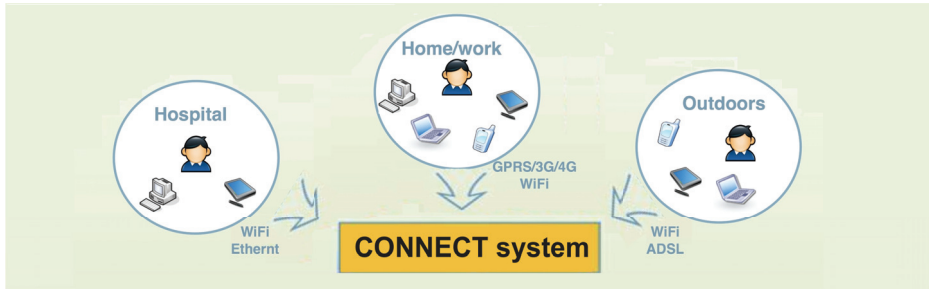 Home/work
Hospital
Outdoors
GPRS/3G/4G
WiFi
WiFi
Ethernt
WiFi
ADSL
CONNECT system